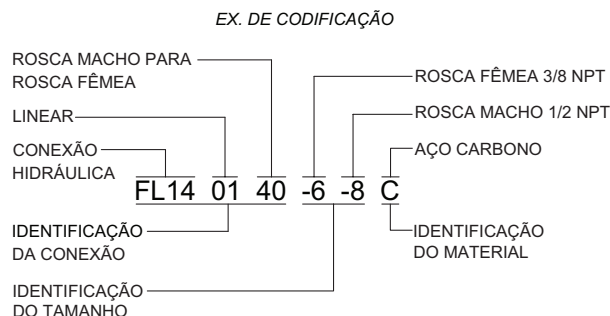 EX. DE CODIFICAÇÃO
ROSCA MACHO PARA
ROSCA FÊMEA
LINEAR
CONEXÃO
HIDRÁULICA
ROSCA FÊMEA 3/8 NPT
ROSCA MACHO 1/2 NPT
AÇO CARBONO
FL14 01 40 -6 -8 C
IDENTIFICAÇÃO
DA CONEXÃO
IDENTIFICAÇÃO
DO MATERIAL
IDENTIFICAÇÃO
DO TAMANHO